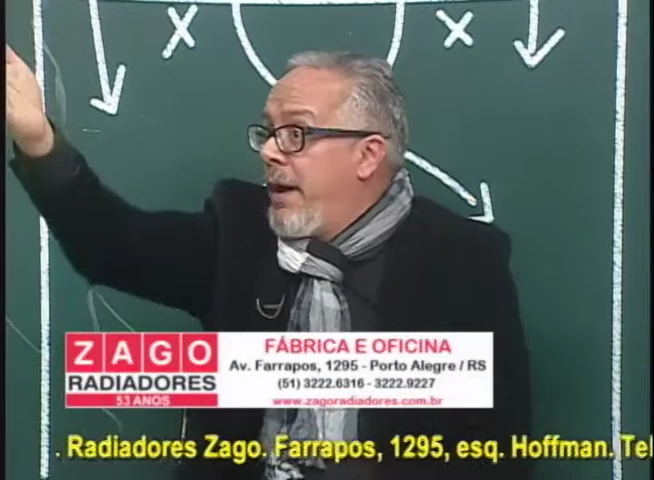 ZAGO
RADIADORES
53 ANOS
FÁBRICA E OFICINA
Av. FARRAPOS, 1295 - PORTO ALEGRE / RS
(51) 3222.6316 - 3222.9227
www.zagoradiadores.com.br
. Radiadores Zago. Farrapos, 1295, esq. Hoffman. Tel